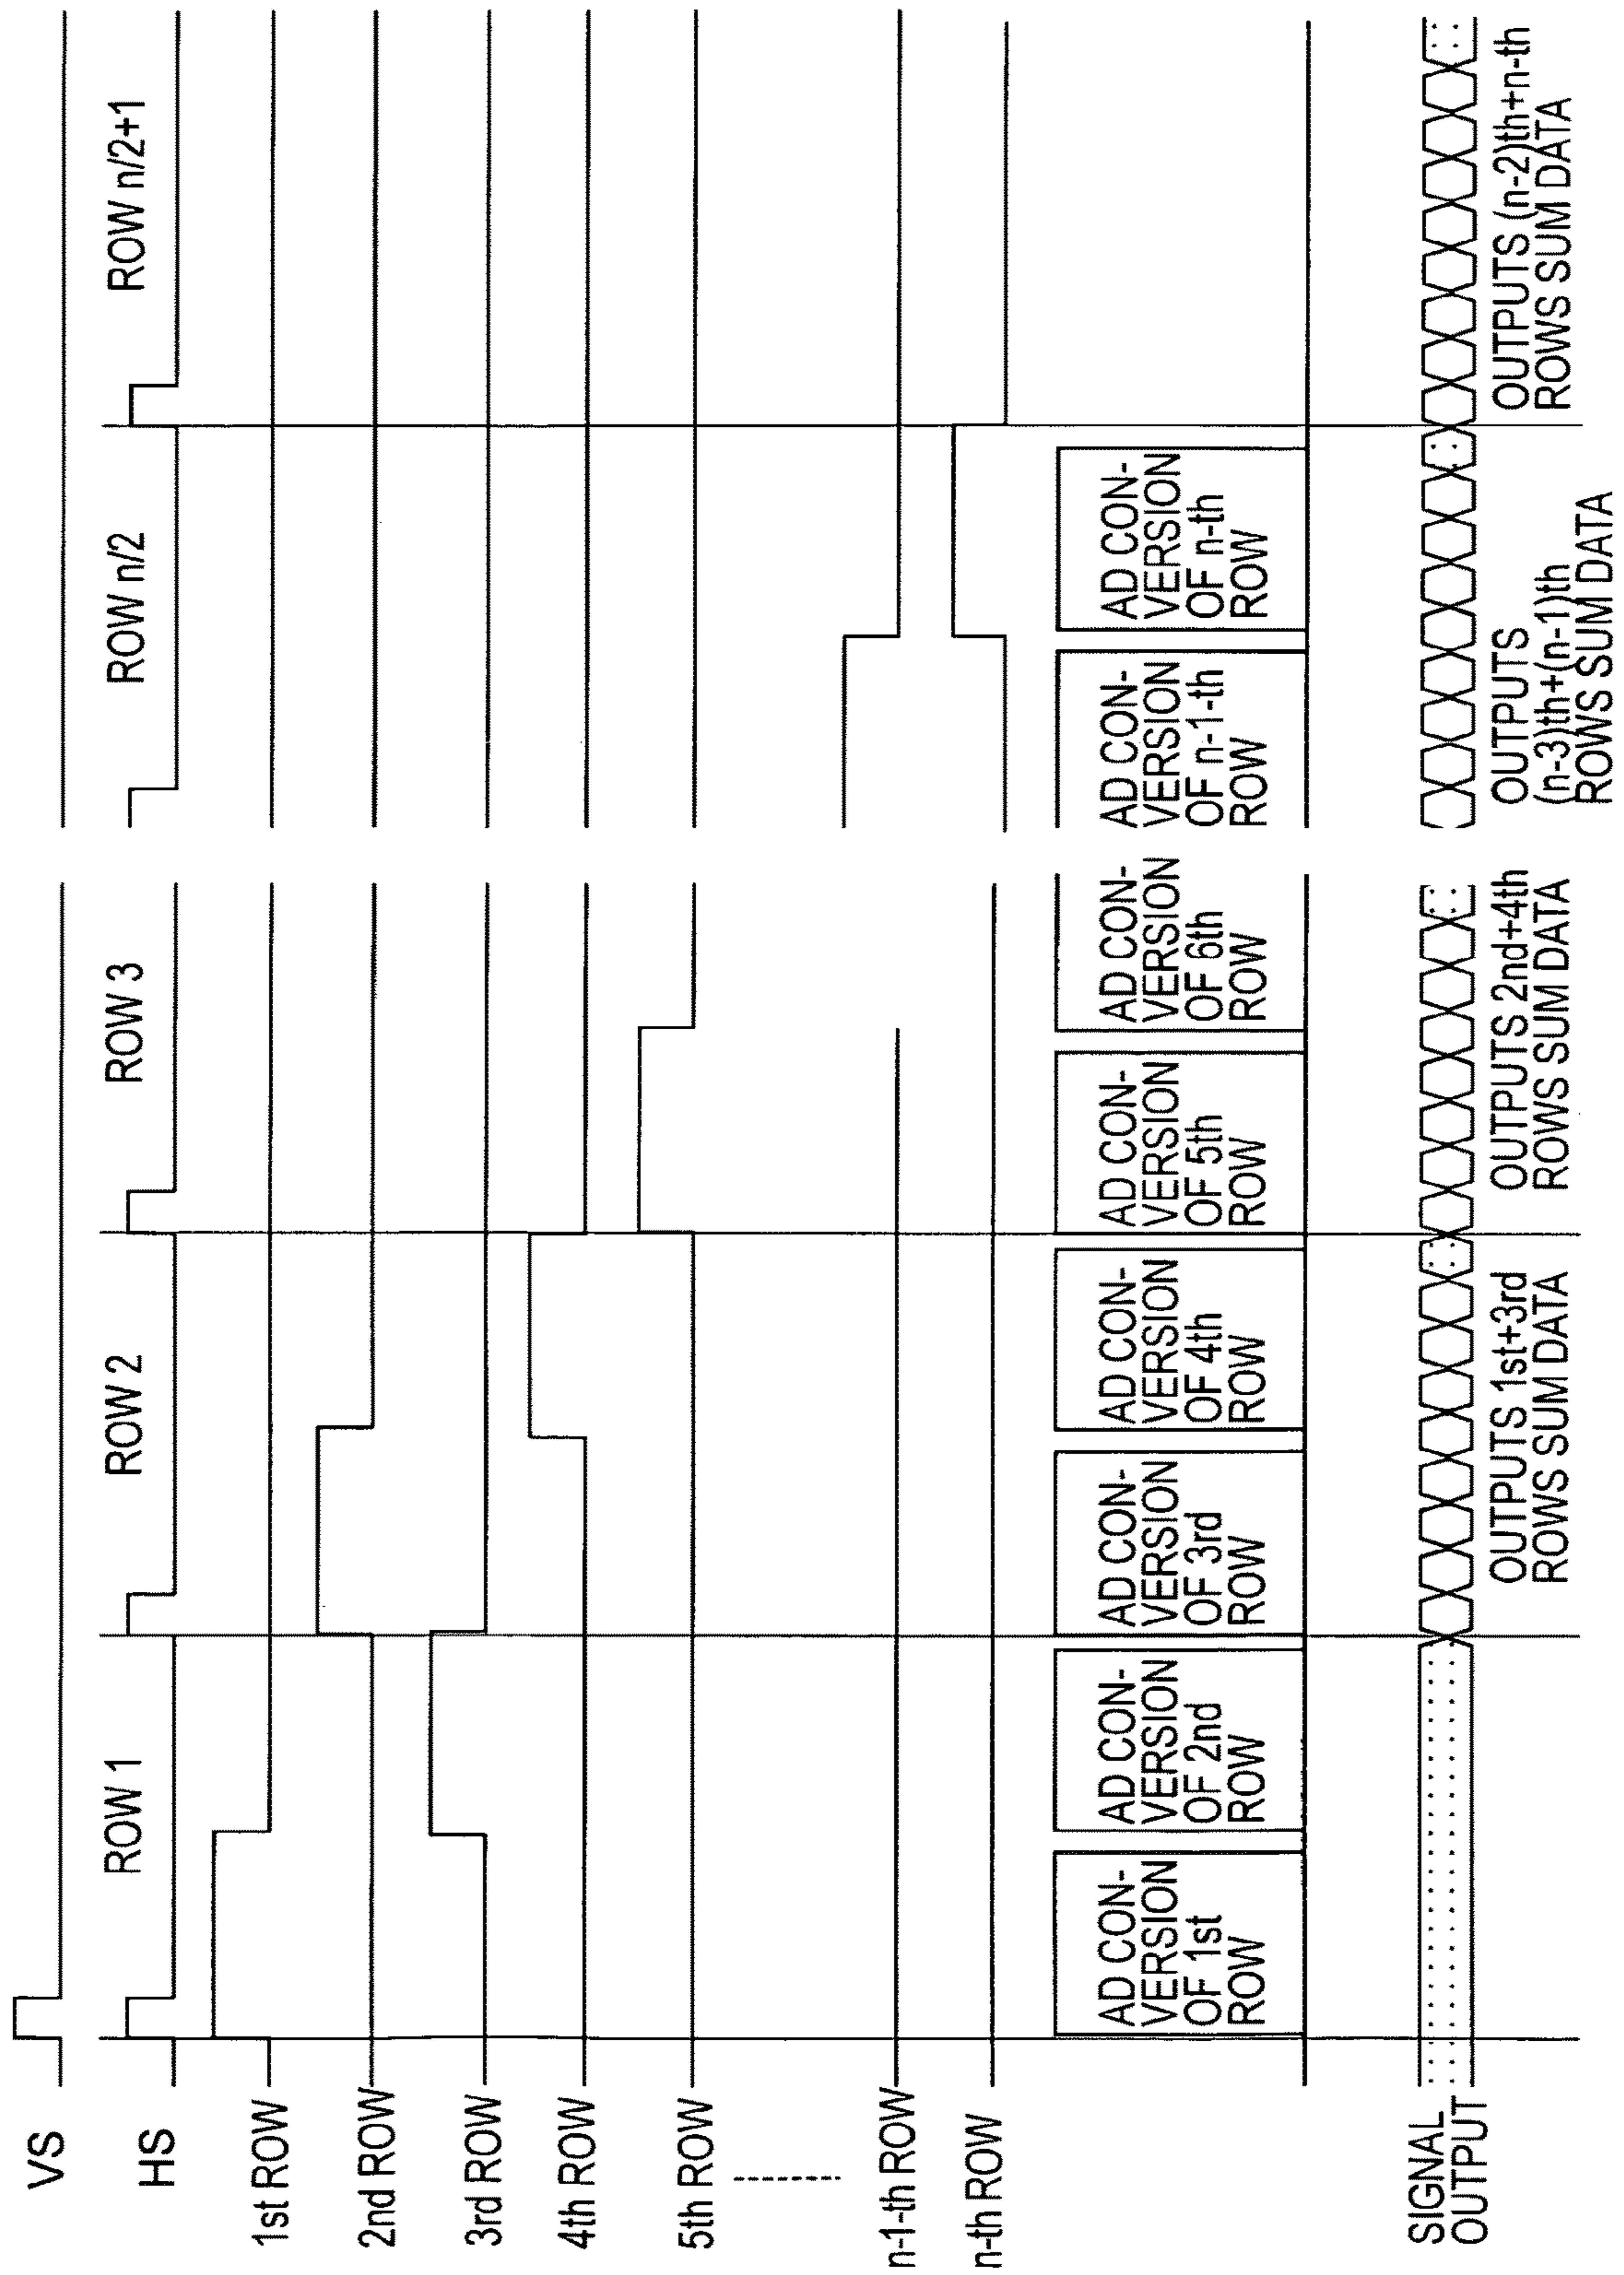 VS
HS
ROW 1
ROW 2
ROW 3
ROW n/2
ROW n/2+1
1st ROW
2nd ROW
3rd ROW
4th ROW
5th ROW
n-1-th ROW
n-th ROW
AD CON-
VERSION
OF 1st
ROW
AD CON-
VERSION
OF 2nd
ROW
AD CON-
VERSION
OF 3rd
ROW
AD CON-
VERSION
OF 4th
ROW
AD CON-
VERSION
OF 5th
ROW
AD CON-
VERSION
OF 6th
ROW
AD CON-
VERSION
OF n-1-th
ROW
AD CON-
VERSION
OF n-th
ROW
SIGNAL
OUTPUT
OUTPUTS 1st+3rd
ROWS SUM DATA
OUTPUTS 2nd+4th
ROWS SUM DATA
OUTPUTS
(n-3)th+(n-1)th
ROWS SUM DATA
OUTPUTS (n-2)th+n-th
ROWS SUM DATA